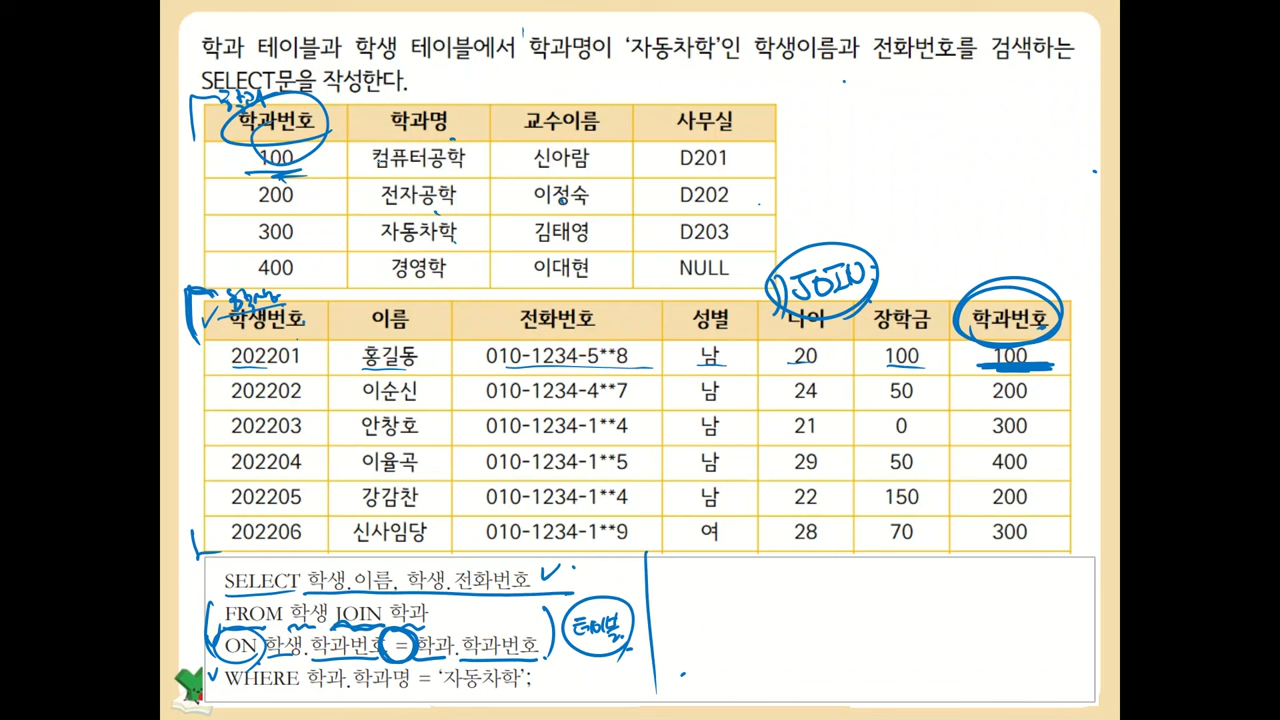 학과 테이블과 학생 테이블에서 학과명이 ‘자동차학’인 학생이름과 전화번호를 검색하는
SELECT문을 작성한다.
학과
학과번호 학과명 교수이름 사무실
100 컴퓨터공학 신아람 D201
200 전자공학 이정숙 D202
300 자동차학 김태영 D203
400 경영학 이대현 NULL
JOIN
학생
학생번호 이름 전화번호 성별 나이 장학금 학과번호
202201 홍길동 010-1234-5**8 남 20 100 100
202202 이순신 010-1234-4**7 남 24 50 200
202203 안창호 010-1234-1**4 남 21 0 300
202204 이율곡 010-1234-1**5 남 29 50 400
202205 강감찬 010-1234-1**4 남 22 150 200
202206 신사임당 010-1234-1**9 여 28 70 300
SELECT 학생.이름, 학생.전화번호
FROM 학생 JOIN 학과
ON 학생.학과번호 = 학과.학과번호
테이블
WHERE 학과.학과명 = ‘자동차학’;